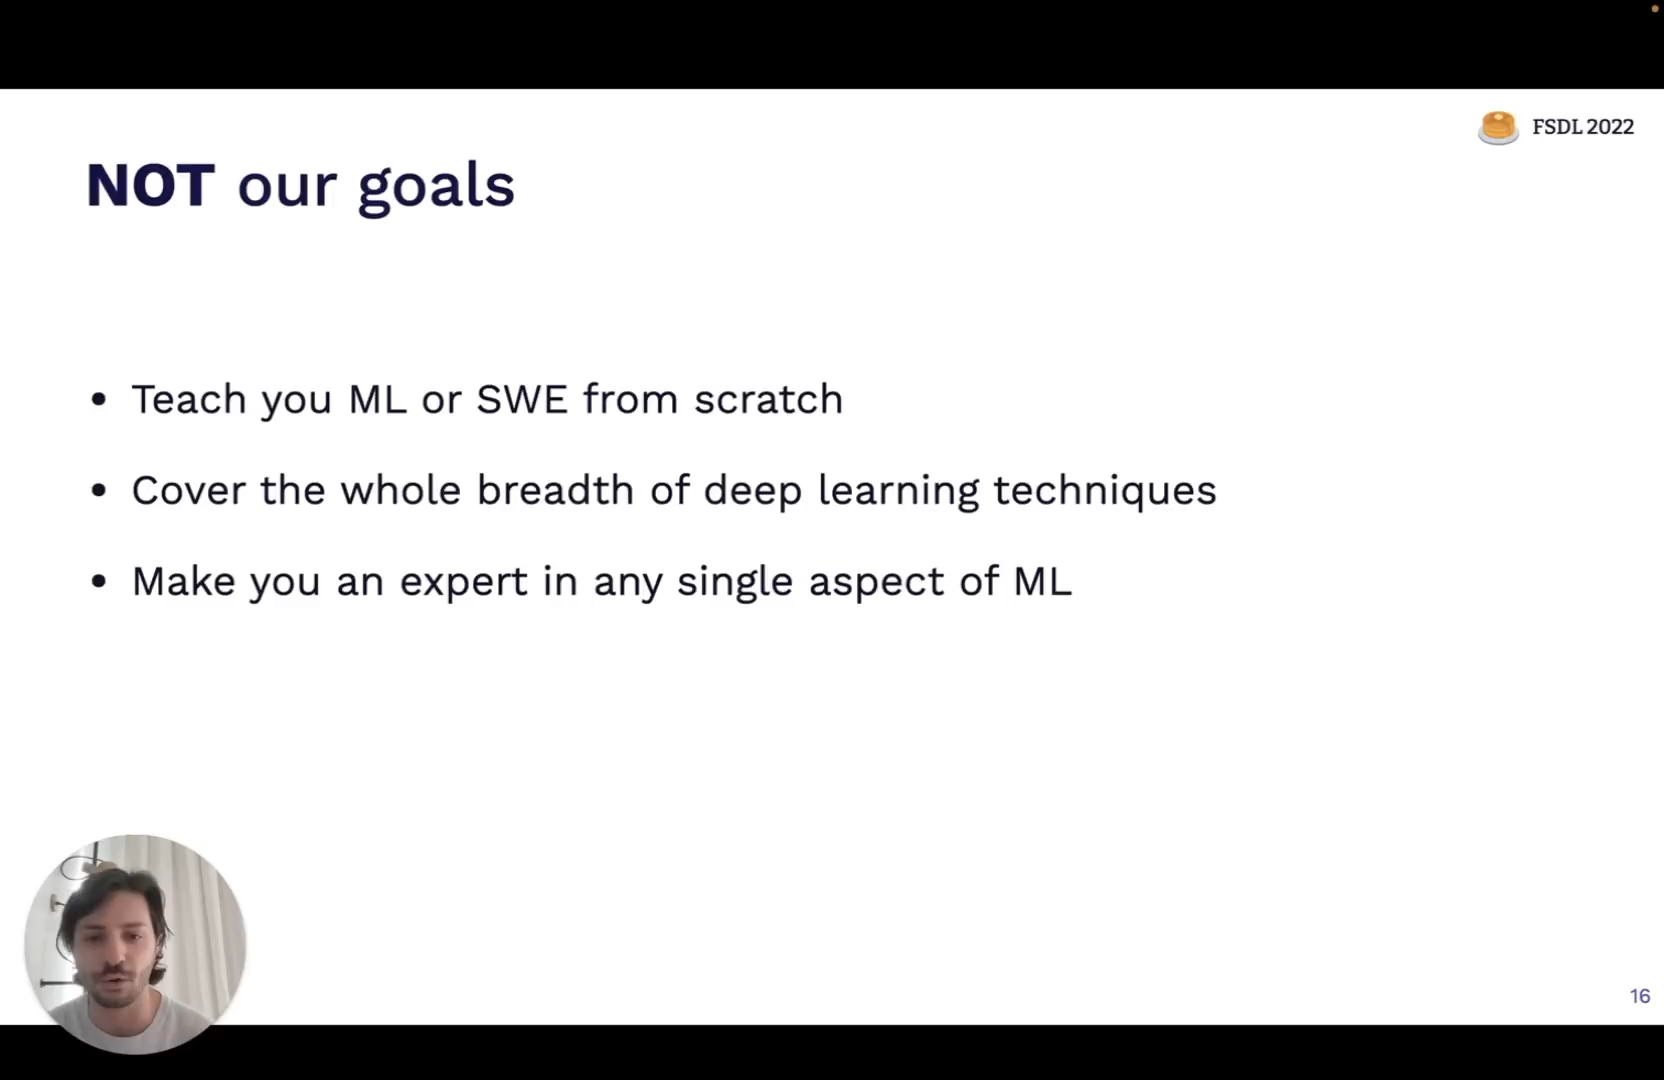 FSDL 2022
NOT our goals
• Teach you ML or SWE from scratch
• Cover the whole breadth of deep learning techniques
• Make you an expert in any single aspect of ML
16